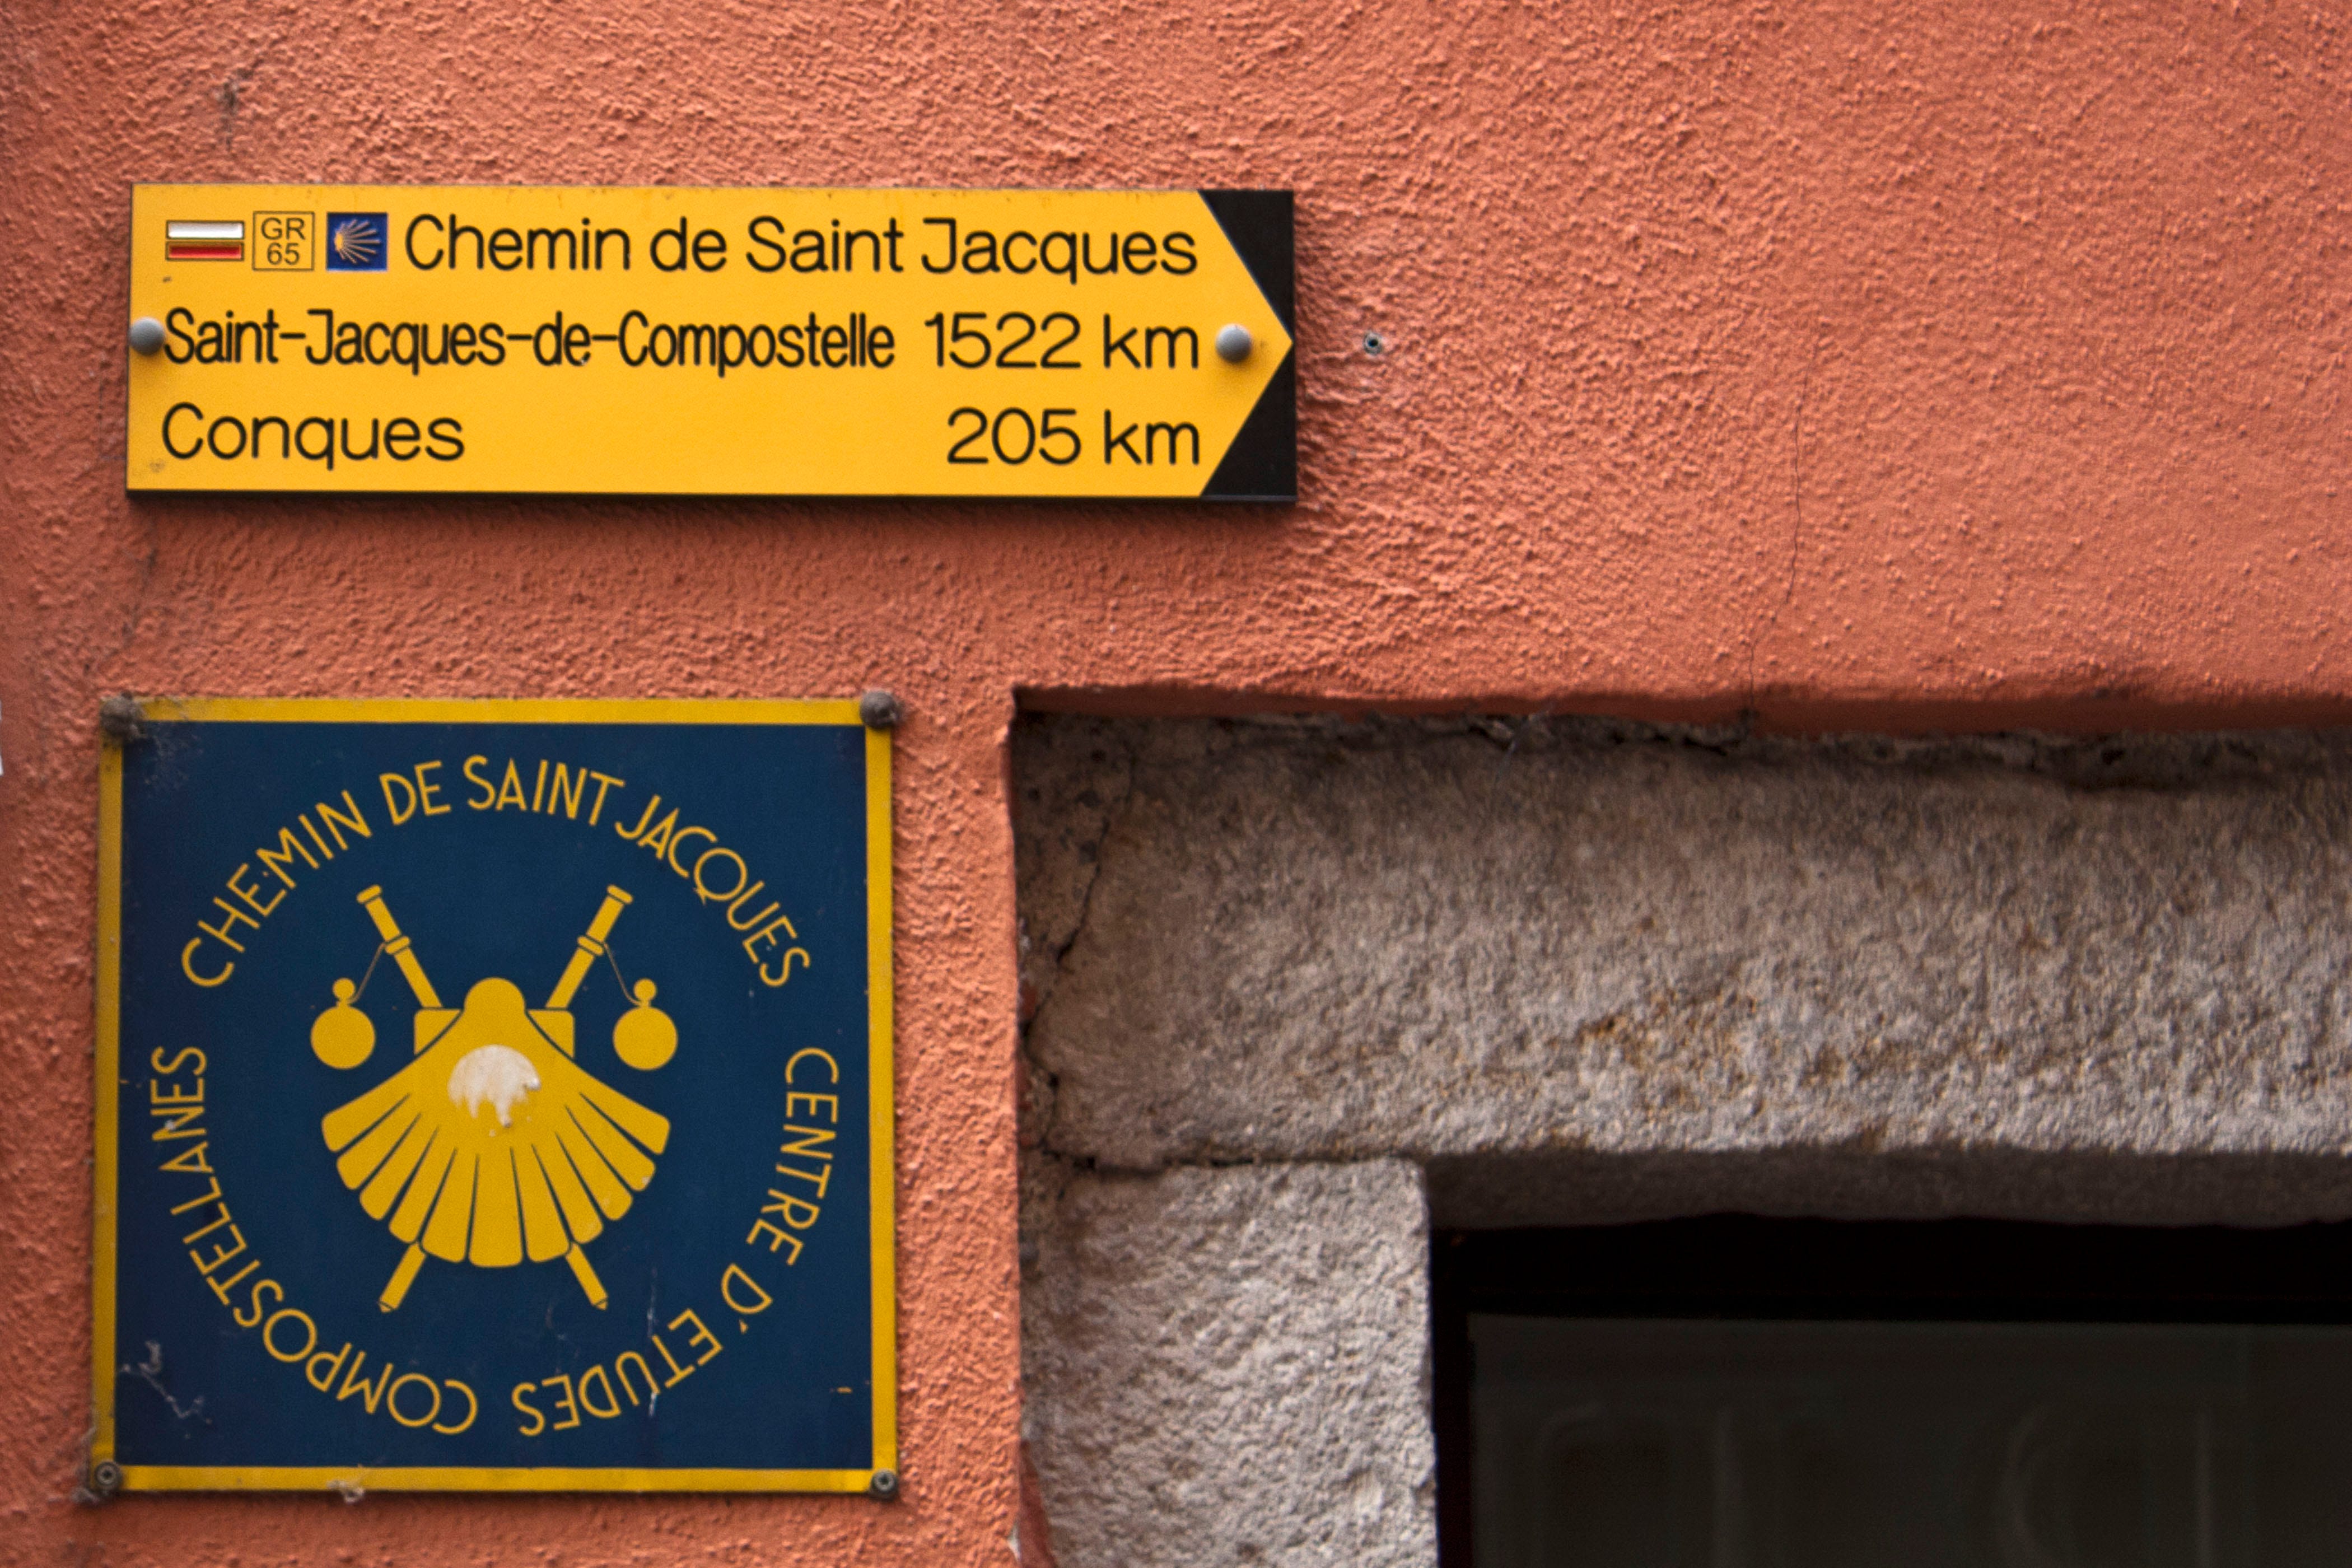 GR 65 Chemin de Saint Jacques
Saint-Jacques-de-Compostelle 1522 km
Conques 205 km
CHEMIN DE SAINT JACQUES
CENTRE D'ETUDES COMPOSTELLANES